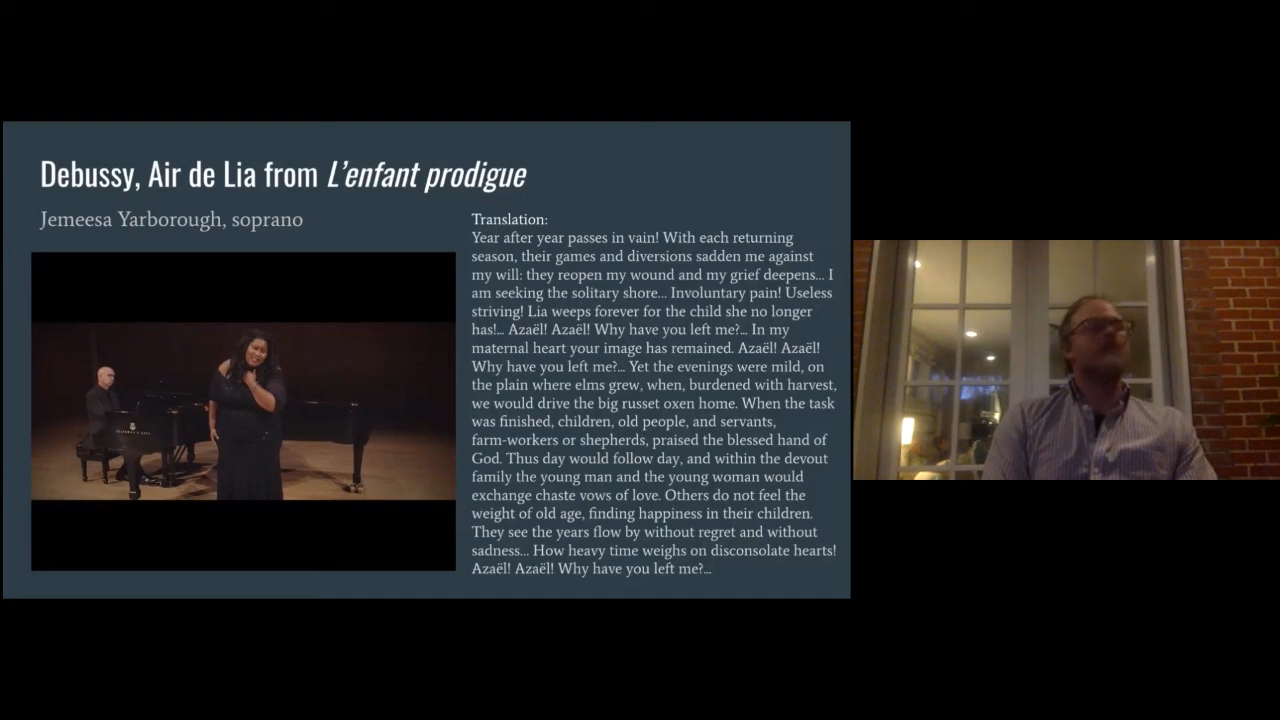 Debussy, Air de Lia from L’enfant prodigue
Jemeesa Yarborough, soprano
Translation:
Year after year passes in vain! With each returning
season, their games and diversions sadden me against
my will: they reopen my wound and my grief deepens... I
am seeking the solitary shore... Involuntary pain! Useless
striving! Lia weeps forever for the child she no longer
has!... Azaël! Azaël! Why have you left me?... In my
maternal heart your image has remained. Azaël! Azaël!
Why have you left me?... Yet the evenings were mild, on
the plain where elms grew, when, burdened with harvest,
we would drive the big russet oxen home. When the task
was finished, children, old people, and servants,
farm-workers or shepherds, praised the blessed hand of
God. Thus day would follow day, and within the devout
family the young man and the young woman would
exchange chaste vows of love. Others do not feel the
weight of old age, finding happiness in their children.
They see the years flow by without regret and without
sadness... How heavy time weighs on disconsolate hearts!
Azaël! Azaël! Why have you left me?...